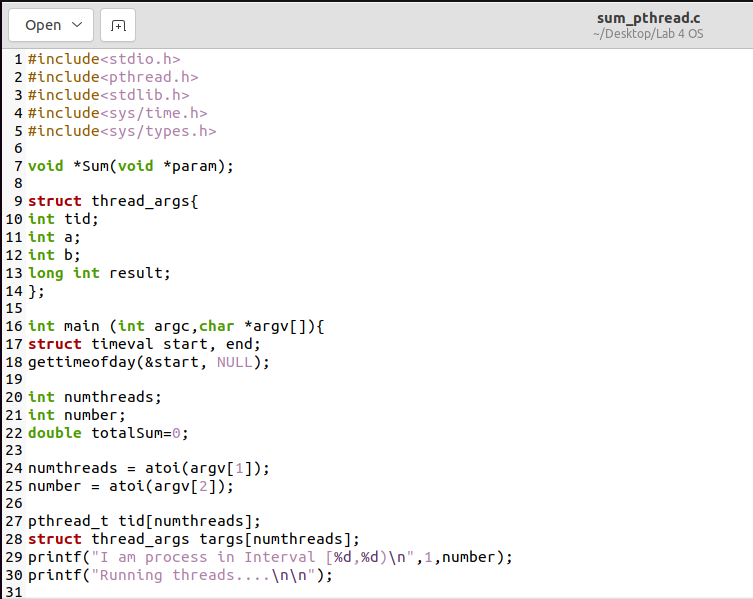 Open
sum_pthread.c
~/Desktop/Lab 4 OS
1 #include<stdio.h>
2 #include<pthread.h>
3 #include<stdlib.h>
4 #include<sys/time.h>
5 #include<sys/types.h>
6
7 void *Sum(void *param);
8
9 struct thread_args{
10 int tid;
11 int a;
12 int b;
13 long int result;
14 };
15
16 int main (int argc,char *argv[]){
17 struct timeval start, end;
18 gettimeofday(&start, NULL);
19
20 int numthreads;
21 int number;
22 double totalSum=0;
23
24 numthreads = atoi(argv[1]);
25 number = atoi(argv[2]);
26
27 pthread_t tid[numthreads];
28 struct thread_args targs[numthreads];
29 printf("I am process in Interval [%d,%d)\n",1,number);
30 printf("Running threads....\n\n");
31